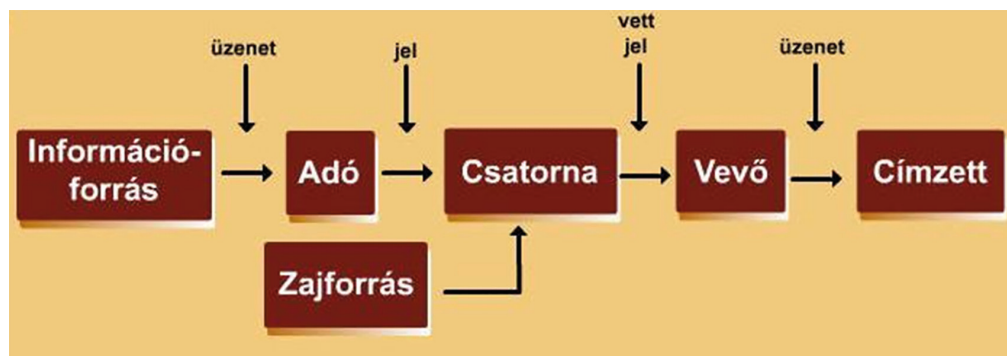 üzenet
jel
vett
jel
üzenet
Információ-
forrás
Adó
Csatorna
Vevő
Címzett
Zajforrás